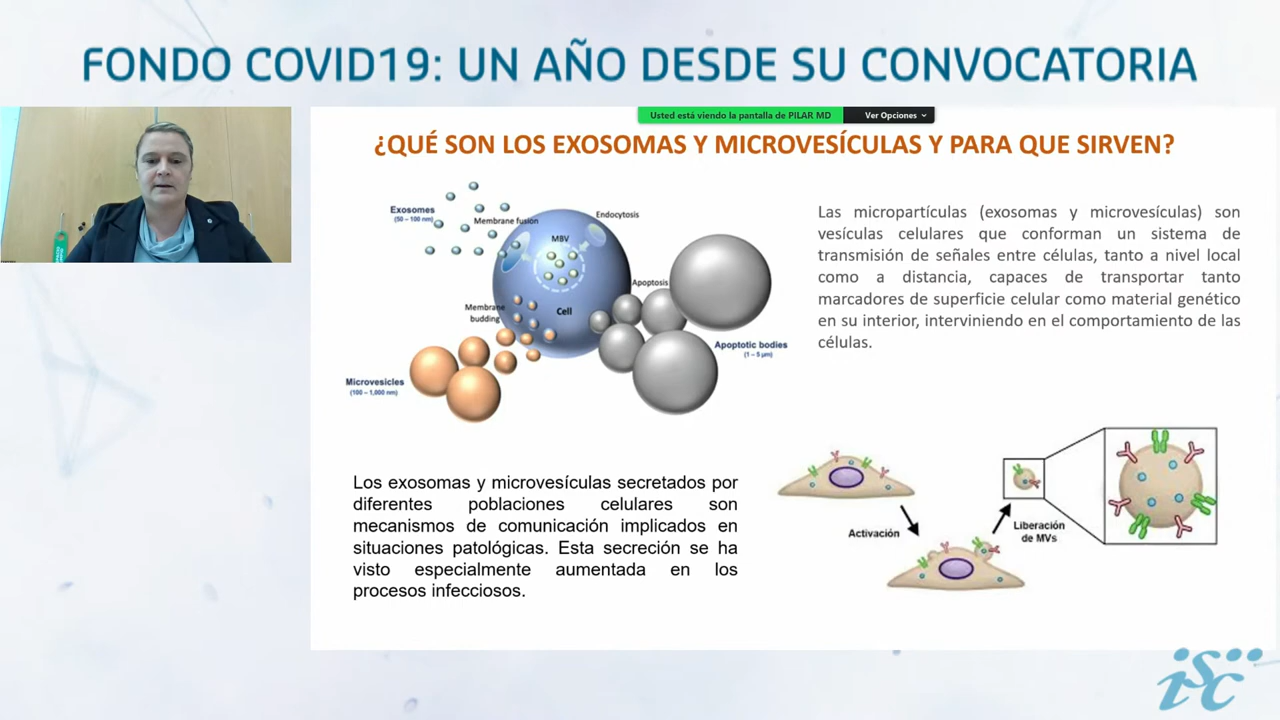 FONDO COVID19: UN AÑO DESDE SU CONVOCATORIA
Usted está viendo la pantalla de PILAR MD
Ver Opciones
¿QUÉ SON LOS EXOSOMAS Y MICROVESÍCULAS Y PARA QUE SIRVEN?
Exosomes
(50 – 100 nm)
Membrane fusion
Endocytosis
MBV
Apoptosis
Membrane
budding
Cell
Apoptotic bodies
(1 – 5 μm)
Microvesicles
(100 – 1,000 nm)
Las micropartículas (exosomas y microvesículas) son
vesículas celulares que conforman un sistema de
transmisión de señales entre células, tanto a nivel local
como a distancia, capaces de transportar tanto
marcadores de superficie celular como material genético
en su interior, interviniendo en el comportamiento de las
células.
Los exosomas y microvesículas secretados por
diferentes poblaciones celulares son
mecanismos de comunicación implicados en
situaciones patológicas. Esta secreción se ha
visto especialmente aumentada en los
procesos infecciosos.
Activación
Liberación
de MVs
isciii